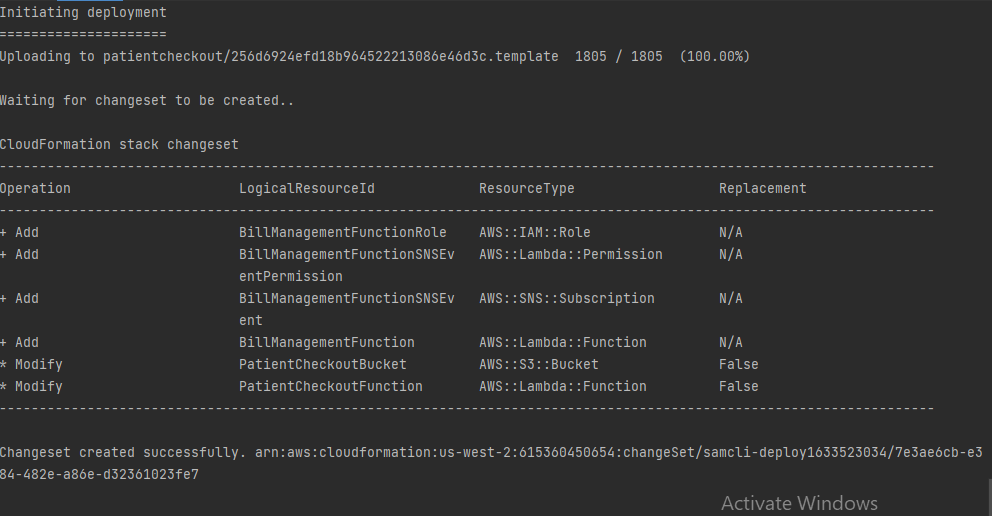 Initiating deployment
=====================
Uploading to patientcheckout/256d6924efd18b964522213086e46d3c.template  1805 / 1805  (100.00%)
Waiting for changeset to be created..
CloudFormation stack changeset
---------------------------------------------------------------------------------------------------------------------
Operation                     LogicalResourceId             ResourceType                  Replacement
---------------------------------------------------------------------------------------------------------------------
+ Add                         BillManagementFunctionRole    AWS::IAM::Role                N/A
+ Add                         BillManagementFunctionSNSEv   AWS::Lambda::Permission       N/A
                              entPermission
+ Add                         BillManagementFunctionSNSEv   AWS::SNS::Subscription        N/A
                              ent
+ Add                         BillManagementFunction        AWS::Lambda::Function         N/A
* Modify                      PatientCheckoutBucket         AWS::S3::Bucket               False
* Modify                      PatientCheckoutFunction       AWS::Lambda::Function         False
---------------------------------------------------------------------------------------------------------------------
Changeset created successfully. arn:aws:cloudformation:us-west-2:615360450654:changeSet/samcli-deploy1633523034/7e3ae6cb-e3
84-482e-a86e-d32361023fe7
Activate Windows